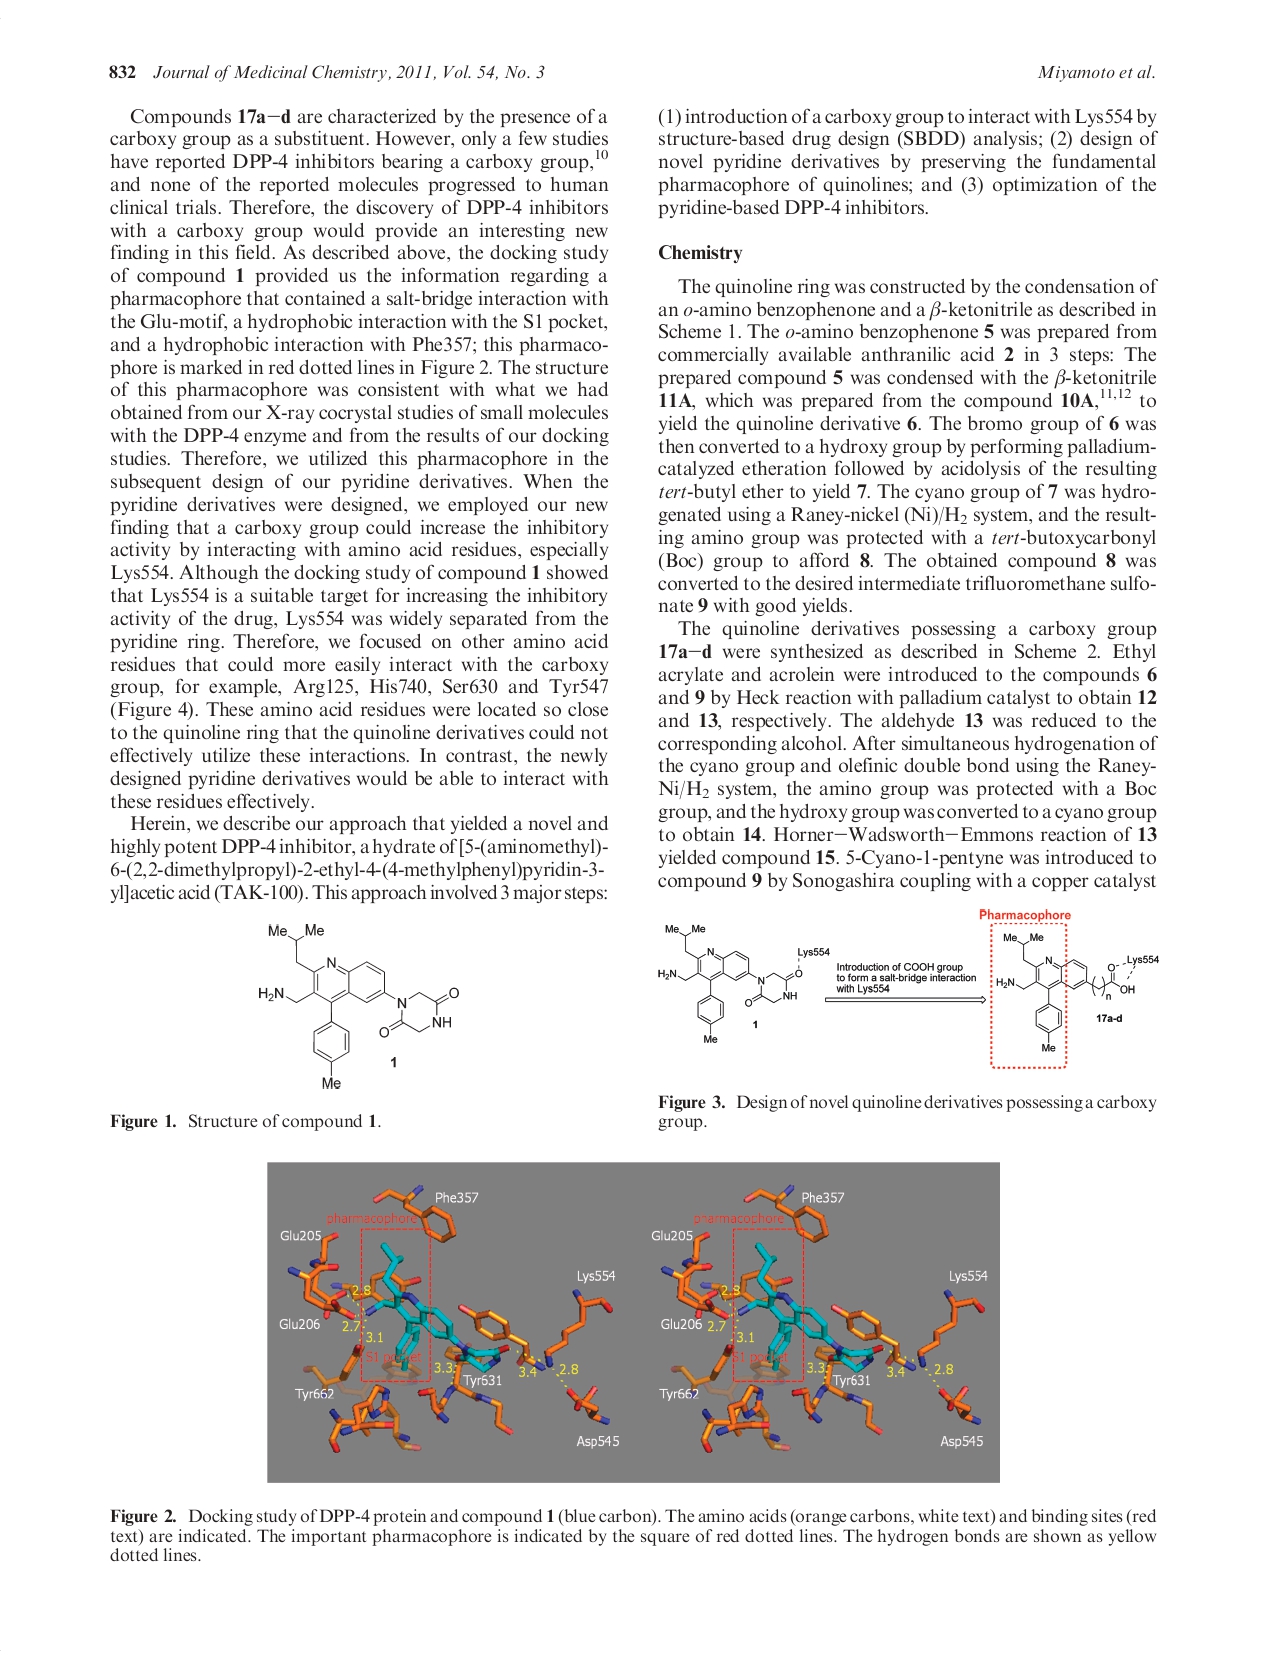 832 Journal of Medicinal Chemistry, 2011, Vol. 54, No. 3
Miyamoto et al.
Compounds 17a−d are characterized by the presence of a
carboxy group as a substituent. However, only a few studies
have reported DPP-4 inhibitors bearing a carboxy group,10
and none of the reported molecules progressed to human
clinical trials. Therefore, the discovery of DPP-4 inhibitors
with a carboxy group would provide an interesting new
finding in this field. As described above, the docking study
of compound 1 provided us the information regarding a
pharmacophore that contained a salt-bridge interaction with
the Glu-motif, a hydrophobic interaction with the S1 pocket,
and a hydrophobic interaction with Phe357; this pharmaco-
phore is marked in red dotted lines in Figure 2. The structure
of this pharmacophore was consistent with what we had
obtained from our X-ray cocrystal studies of small molecules
with the DPP-4 enzyme and from the results of our docking
studies. Therefore, we utilized this pharmacophore in the
subsequent design of our pyridine derivatives. When the
pyridine derivatives were designed, we employed our new
finding that a carboxy group could increase the inhibitory
activity by interacting with amino acid residues, especially
Lys554. Although the docking study of compound 1 showed
that Lys554 is a suitable target for increasing the inhibitory
activity of the drug, Lys554 was widely separated from the
pyridine ring. Therefore, we focused on other amino acid
residues that could more easily interact with the carboxy
group, for example, Arg125, His740, Ser630 and Tyr547
(Figure 4). These amino acid residues were located so close
to the quinoline ring that the quinoline derivatives could not
effectively utilize these interactions. In contrast, the newly
designed pyridine derivatives would be able to interact with
these residues effectively.
Herein, we describe our approach that yielded a novel and
highly potent DPP-4 inhibitor, a hydrate of [5-(aminomethyl)-
6-(2,2-dimethylpropyl)-2-ethyl-4-(4-methylphenyl)pyridin-3-
yl]acetic acid (TAK-100). This approach involved 3 major steps:
(1) introduction of a carboxy group to interact with Lys554 by
structure-based drug design (SBDD) analysis; (2) design of
novel pyridine derivatives by preserving the fundamental
pharmacophore of quinolines; and (3) optimization of the
pyridine-based DPP-4 inhibitors.
Chemistry
The quinoline ring was constructed by the condensation of
an o-amino benzophenone and a β-ketonitrile as described in
Scheme 1. The o-amino benzophenone 5 was prepared from
commercially available anthranilic acid 2 in 3 steps: The
prepared compound 5 was condensed with the β-ketonitrile
11A, which was prepared from the compound 10A,11,12 to
yield the quinoline derivative 6. The bromo group of 6 was
then converted to a hydroxy group by performing palladium-
catalyzed etheration followed by acidolysis of the resulting
tert-butyl ether to yield 7. The cyano group of 7 was hydro-
genated using a Raney-nickel (Ni)/H2 system, and the result-
ing amino group was protected with a tert-butoxycarbonyl
(Boc) group to afford 8. The obtained compound 8 was
converted to the desired intermediate trifluoromethane sulfo-
nate 9 with good yields.
The quinoline derivatives possessing a carboxy group
17a−d were synthesized as described in Scheme 2. Ethyl
acrylate and acrolein were introduced to the compounds 6
and 9 by Heck reaction with palladium catalyst to obtain 12
and 13, respectively. The aldehyde 13 was reduced to the
corresponding alcohol. After simultaneous hydrogenation of
the cyano group and olefinic double bond using the Raney-
Ni/H2 system, the amino group was protected with a Boc
group, and the hydroxy group was converted to a cyano group
to obtain 14. Horner−Wadsworth−Emmons reaction of 13
yielded compound 15. 5-Cyano-1-pentyne was introduced to
compound 9 by Sonogashira coupling with a copper catalyst
Me Me
N
H2N
N
O
O
NH
1
Me
Figure 1. Structure of compound 1.
Me Me
N
Lys554
H2N
N
O
O
NH
1
Me
Introduction of COOH group
to form a salt-bridge interaction
with Lys554
Pharmacophore
Me Me
N
O
Lys554
H2N
n
OH
17a-d
Me
Figure 3. Design of novel quinoline derivatives possessing a carboxy
group.
Phe357
pharmacophore
Glu205
Lys554
2.8
Glu206
2.7
3.1
S1 pocket
3.3
Tyr631
3.4
2.8
Tyr662
Asp545
Phe357
pharmacophore
Glu205
Lys554
2.8
Glu206
2.7
3.1
S1 pocket
3.3
Tyr631
3.4
2.8
Tyr662
Asp545
Figure 2. Docking study of DPP-4 protein and compound 1 (blue carbon). The amino acids (orange carbons, white text) and binding sites (red
text) are indicated. The important pharmacophore is indicated by the square of red dotted lines. The hydrogen bonds are shown as yellow
dotted lines.